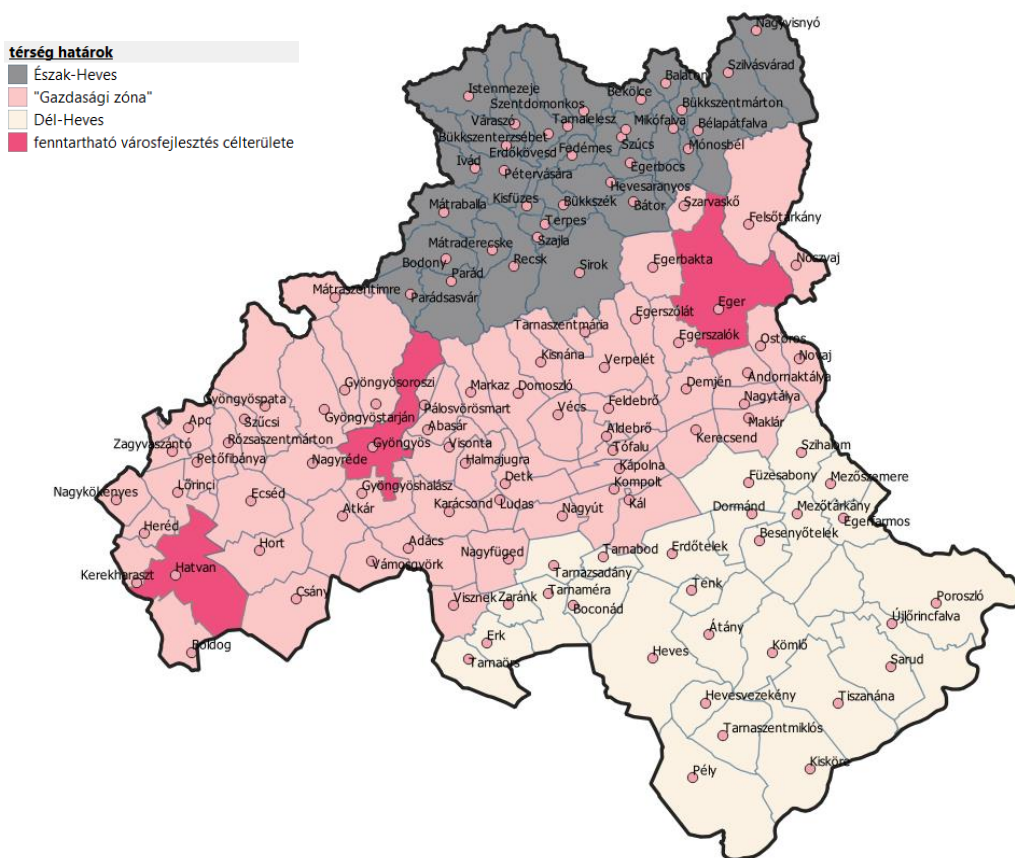 térség határok
Észak-Heves
"Gazdasági zóna"
Dél-Heves
fenntartható városfejlesztés célterülete
Nagyvisnyó
Szilvásvárad
Balaton
Istenmezeje
Bekölce
Szentdomonkos
Bükkszentmárton
Váraszó
Tarnalelesz
Mikófalva
Bélapátfalva
Bükkszenterzsébet
Szúcs
Mónosbél
Erdőkövesd
Fedémes
Ivád
Pétervására
Egerbocs
Hevesaranyos
Mátraballa
Kisfüzes
Bükkszék
Bátor
Szarvaskő
Terpes
Felsőtárkány
Mátraderecske
Szajla
Bodony
Recsk
Egerbakta
Noszvaj
Parád
Sirok
Mátraszentimre
Parádsasvár
Eger
Egerszólát
Tarnaszentmária
Egerszalók
Ostoros
Kisnána
Verpelét
Novaj
Andornaktálya
Gyöngyösoroszi
Markaz
Domoszló
Demjén
Gyöngyöspata
Pálosvörösmart
Feldebrő
Nagytálya
Gyöngyöstarján
Vécs
Apc
Szűcsi
Abasár
Maklár
Zagyvaszántó
Rózsaszentmárton
Gyöngyös
Visonta
Aldebrő
Kerecsend
Szihalom
Petőfibánya
Nagyréde
Halmajugra
Tófalu
Kápolna
Nagykökényes
Lőrinci
Ecséd
Gyöngyöshalász
Detk
Kompolt
Füzesabony
Mezőszemere
Atkár
Karácsond
Ludas
Nagyút
Kál
Dormánd
Mezőtárkány
Egerfarmos
Heréd
Hort
Adács
Besenyőtelek
Nagyfüged
Tarnabod
Erdőtelek
Kerekharaszt
Hatvan
Vámosgyörk
Tarnazsadány
Csány
Visznek
Zaránk
Tarnaméra
Boconád
Tenk
Poroszló
Újlőrincfalva
Boldog
Erk
Átány
Tarnaörs
Heves
Kömlő
Sarud
Hevesvezekény
Tiszanána
Tarnaszentmiklós
Pély
Kisköre